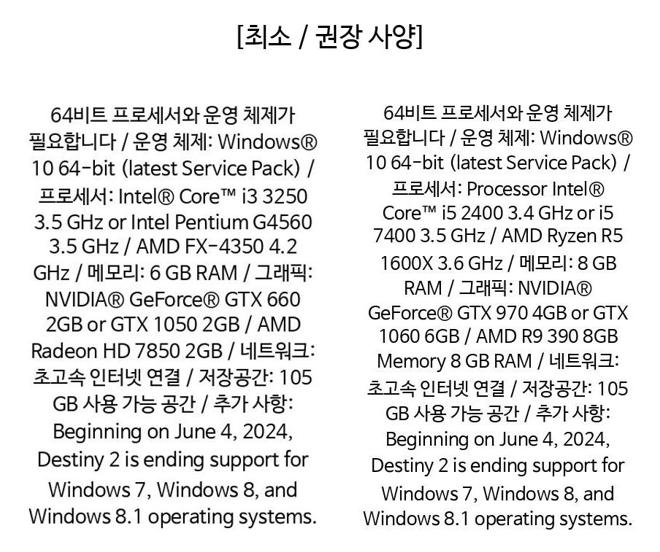 [최소 / 권장 사양]
64비트 프로세서와 운영 체제가
필요합니다 / 운영 체제: Windows®
10 64-bit (latest Service Pack) /
프로세서: Intel® Core™ i3 3250
3.5 GHz or Intel Pentium G4560
3.5 GHz / AMD FX-4350 4.2
GHz / 메모리: 6 GB RAM / 그래픽:
NVIDIA® GeForce® GTX 660
2GB or GTX 1050 2GB / AMD
Radeon HD 7850 2GB / 네트워크:
초고속 인터넷 연결 / 저장공간: 105
GB 사용 가능 공간 / 추가 사항:
Beginning on June 4, 2024,
Destiny 2 is ending support for
Windows 7, Windows 8, and
Windows 8.1 operating systems.
64비트 프로세서와 운영 체제가
필요합니다 / 운영 체제: Windows®
10 64-bit (latest Service Pack) /
프로세서: Processor Intel®
Core™ i5 2400 3.4 GHz or i5
7400 3.5 GHz / AMD Ryzen R5
1600X 3.6 GHz / 메모리: 8 GB
RAM / 그래픽: NVIDIA®
GeForce® GTX 970 4GB or GTX
1060 6GB / AMD R9 390 8GB
Memory 8 GB RAM / 네트워크:
초고속 인터넷 연결 / 저장공간: 105
GB 사용 가능 공간 / 추가 사항:
Beginning on June 4, 2024,
Destiny 2 is ending support for
Windows 7, Windows 8, and
Windows 8.1 operating systems.